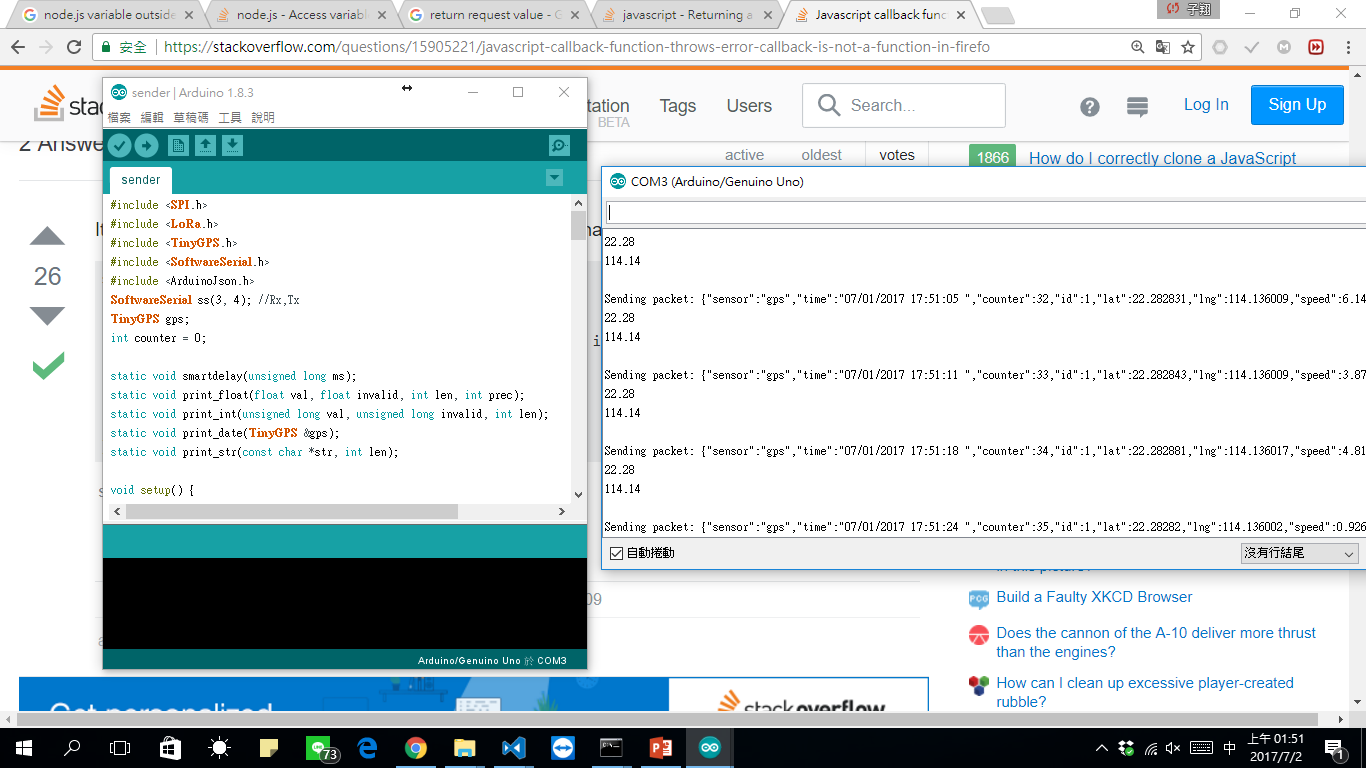 node.js variable outside
node.js - Access variabl
return request value - G
javascript - Returning a
Javascript callback func
子翔
安全
https://stackoverflow.com/questions/15905221/javascript-callback-function-throws-error-callback-is-not-a-function-in-firefo
sender | Arduino 1.8.3
檔案 編輯 草稿碼 工具 說明
sender
#include <SPI.h>
#include <LoRa.h>
#include <TinyGPS.h>
#include <SoftwareSerial.h>
#include <ArduinoJson.h>
SoftwareSerial ss(3, 4); //Rx,Tx
TinyGPS gps;
int counter = 0;
static void smartdelay(unsigned long ms);
static void print_float(float val, float invalid, int len, int prec);
static void print_int(unsigned long val, unsigned long invalid, int len);
static void print_date(TinyGPS &gps);
static void print_str(const char *str, int len);
void setup() {
Arduino/Genuino Uno 於 COM3
Tags
Users
BETA
Search...
Log In
Sign Up
active
oldest
votes
1866
How do I correctly clone a JavaScript
26
COM3 (Arduino/Genuino Uno)
22.28
114.14
Sending packet: {"sensor":"gps","time":"07/01/2017 17:51:05 ","counter":32,"id":1,"lat":22.282831,"lng":114.136009,"speed":6.14
22.28
114.14
Sending packet: {"sensor":"gps","time":"07/01/2017 17:51:11 ","counter":33,"id":1,"lat":22.282843,"lng":114.136009,"speed":3.87
22.28
114.14
Sending packet: {"sensor":"gps","time":"07/01/2017 17:51:18 ","counter":34,"id":1,"lat":22.282881,"lng":114.136017,"speed":4.81
22.28
114.14
Sending packet: {"sensor":"gps","time":"07/01/2017 17:51:24 ","counter":35,"id":1,"lat":22.28282,"lng":114.136002,"speed":0.926
自動捲動
沒有行結尾
09
Build a Faulty XKCD Browser
Does the cannon of the A-10 deliver more thrust
than the engines?
How can I clean up excessive player-created
rubble?
Get personalized
stackoverflow
73
中
上午 01:51
2017/7/2
1